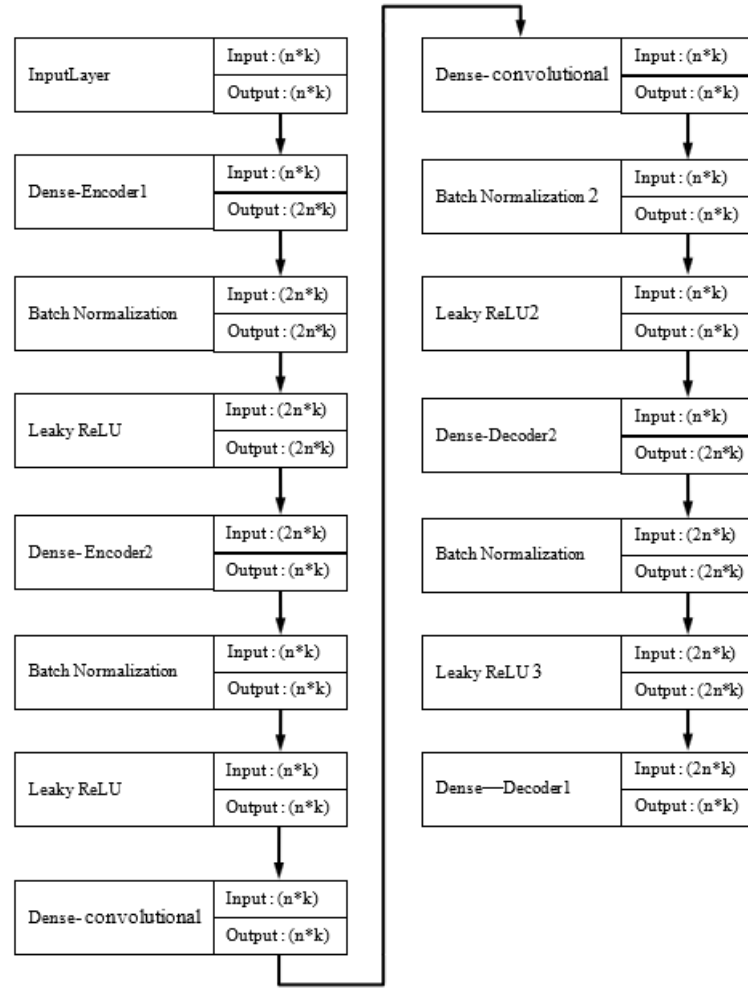 InputLayer
Input : (n*k)
Output : (n*k)
Dense-Encoder1
Input : (n*k)
Output : (2n*k)
Batch Normalization
Input : (2n*k)
Output : (2n*k)
Leaky ReLU
Input : (2n*k)
Output : (2n*k)
Dense- Encoder2
Input : (2n*k)
Output : (n*k)
Batch Normalization
Input : (n*k)
Output : (n*k)
Leaky ReLU
Input : (n*k)
Output : (n*k)
Dense- convolutional
Input : (n*k)
Output : (n*k)
Dense- convolutional
Input : (n*k)
Output : (n*k)
Batch Normalization 2
Input : (n*k)
Output : (n*k)
Leaky ReLU2
Input : (n*k)
Output : (n*k)
Dense-Decoder2
Input : (n*k)
Output : (2n*k)
Batch Normalization
Input : (2n*k)
Output : (2n*k)
Leaky ReLU 3
Input : (2n*k)
Output : (2n*k)
Dense—Decoder1
Input : (2n*k)
Output : (n*k)